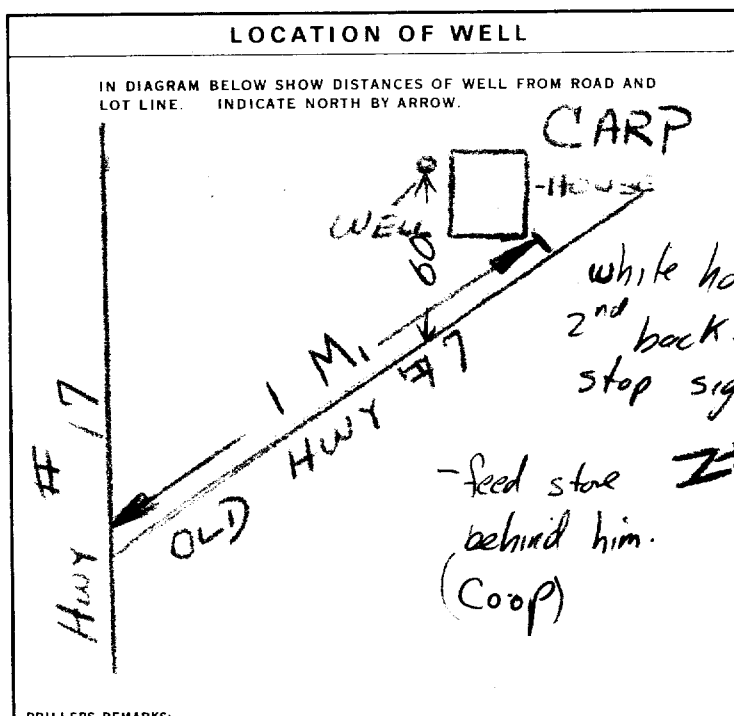 LOCATION OF WELL
IN DIAGRAM BELOW SHOW DISTANCES OF WELL FROM ROAD AND
LOT LINE. INDICATE NORTH BY ARROW.
CARP
-HOUSE
WELL
60
white
2nd back
stop
1 MI
OLD HWY #7
HWY # 17
-feed store
behind him.
(Coop)
DRILLERS REMARKS: